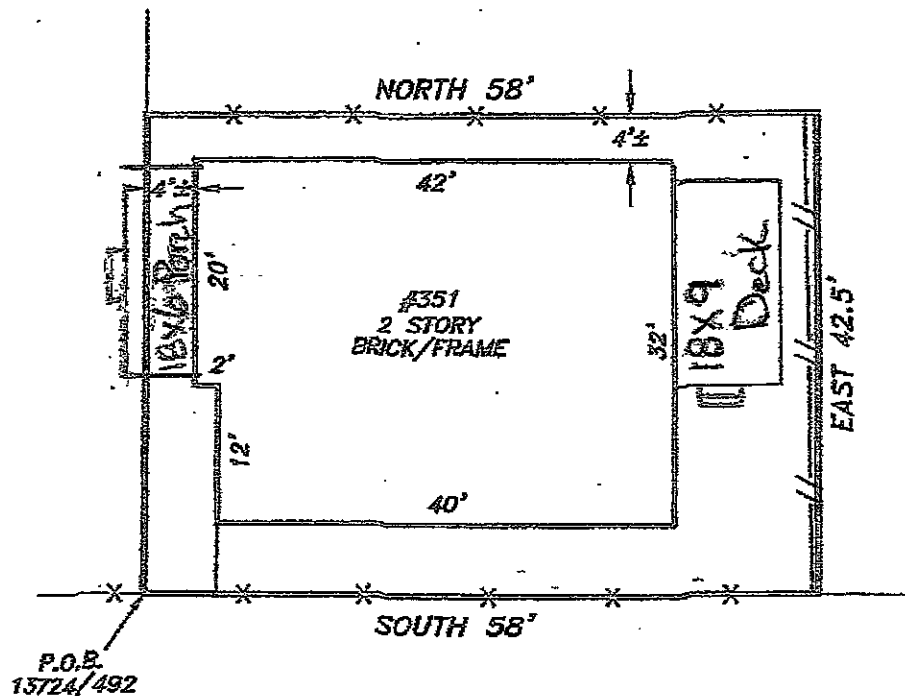 NORTH 58'
4'±
42'
4'±
18X6 Porch
20'
#351
2 STORY
BRICK/FRAME
32'
18X9
Deck
2'
EAST 42.5'
12'
40'
SOUTH 58'
P.O.B.
13724/492